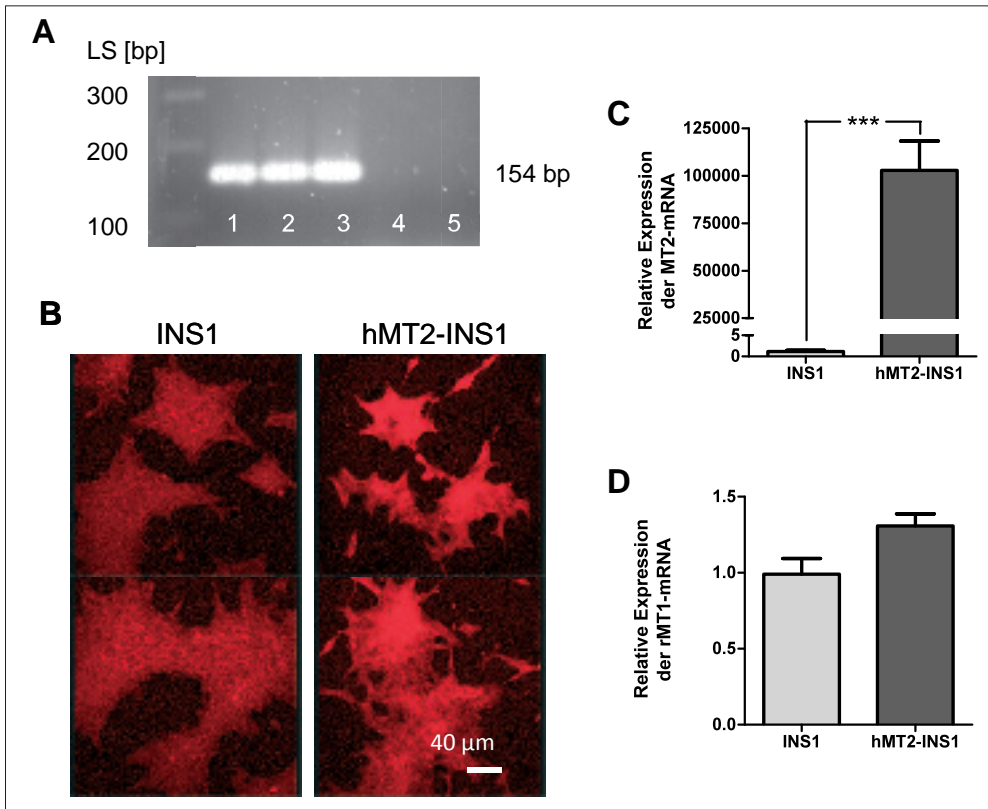 A
LS [bp]
300
200
100
1 2 3 4 5
154 bp
B
INS1 hMT2-INS1
40 µm
C
Relative Expression
der MT2-mRNA
125000
100000
75000
50000
25000
5
0
***
INS1 hMT2-INS1
D
Relative Expression
der rMT1-mRNA
1.5
1.0
0.5
0.0
INS1 hMT2-INS1